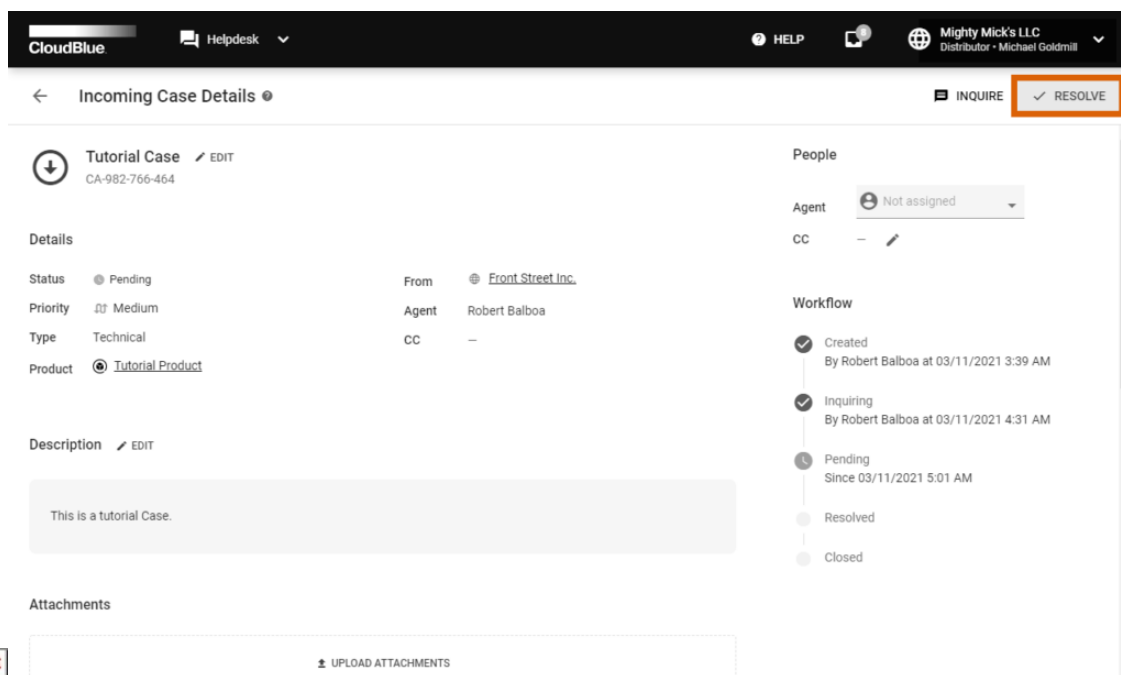 CloudBlue
Helpdesk
HELP
Mighty Mick's LLC
Distributor • Michael Goldmill
Incoming Case Details
INQUIRE
RESOLVE
Tutorial Case
EDIT
CA-982-766-464
Details
Status Pending
Priority Medium
Type Technical
Product Tutorial Product
From Front Street Inc.
Agent Robert Balboa
CC –
Description
EDIT
This is a tutorial Case.
Attachments
UPLOAD ATTACHMENTS
People
Agent Not assigned
CC –
Workflow
Created
By Robert Balboa at 03/11/2021 3:39 AM
Inquiring
By Robert Balboa at 03/11/2021 4:31 AM
Pending
Since 03/11/2021 5:01 AM
Resolved
Closed